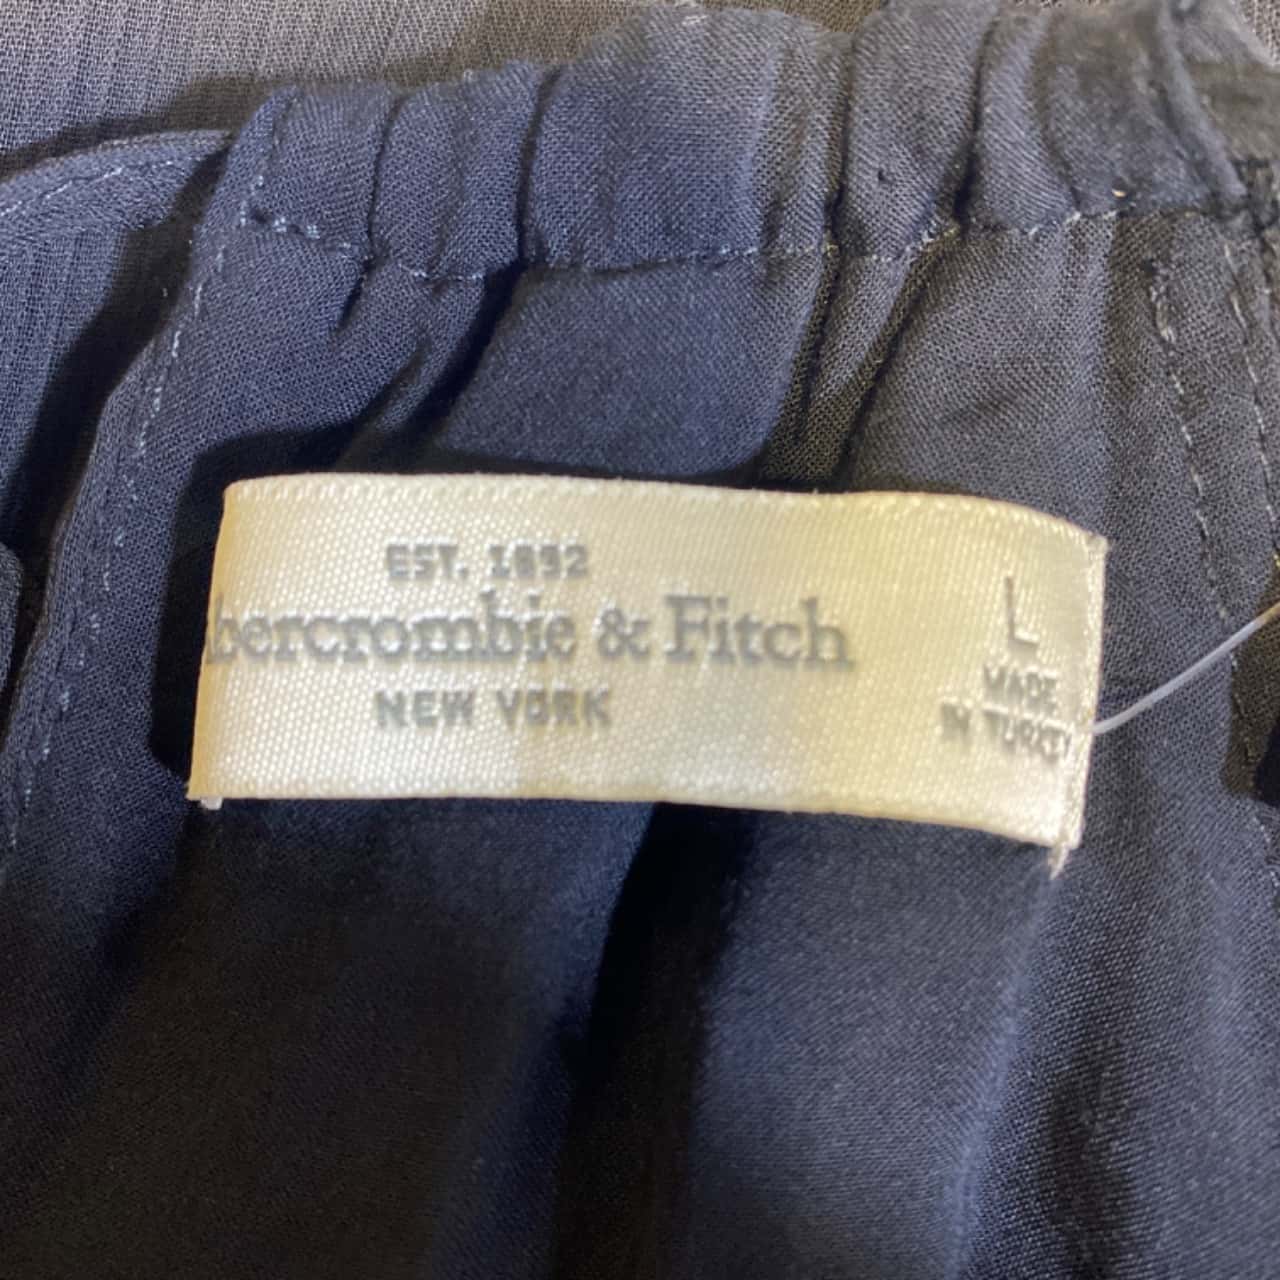 EST. 1892
bercrombie & Fitch
NEW YORK
L
MADE
IN TURKEY